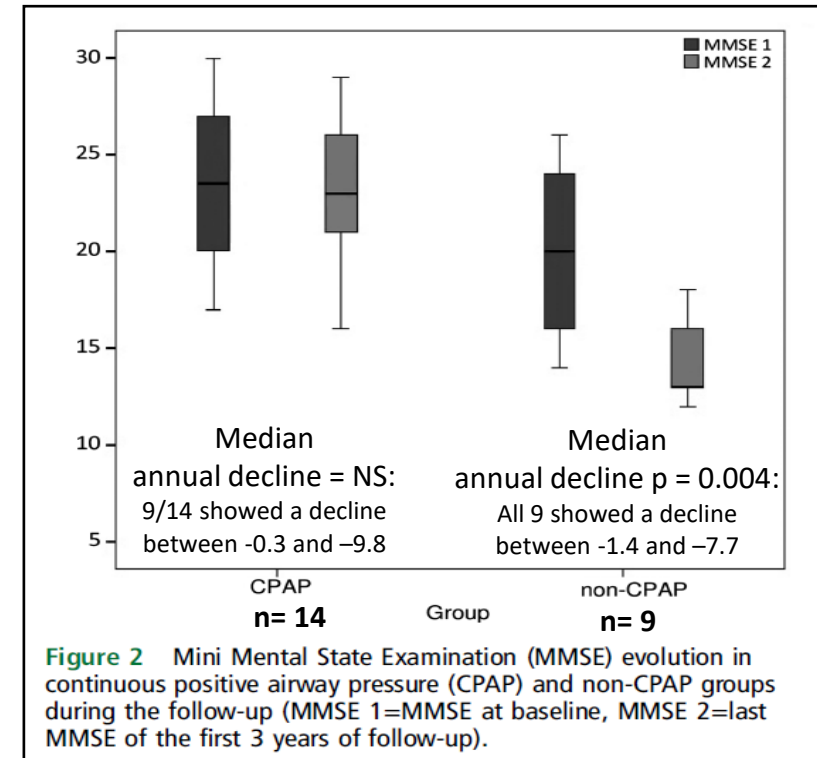 30
MMSE 1
MMSE 2
25
20
15
10
5
Median
annual decline = NS:
9/14 showed a decline
between -0.3 and –9.8
Median
annual decline p = 0.004:
All 9 showed a decline
between -1.4 and –7.7
CPAP
non-CPAP
n= 14
Group
n= 9
Figure 2 Mini Mental State Examination (MMSE) evolution in
continuous positive airway pressure (CPAP) and non-CPAP groups
during the follow-up (MMSE 1=MMSE at baseline, MMSE 2=last
MMSE of the first 3 years of follow-up).